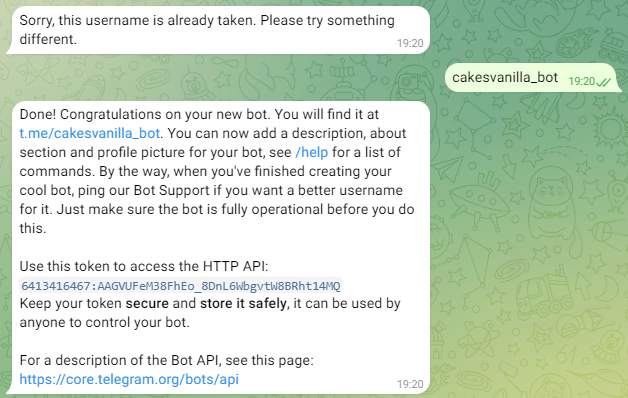 Sorry, this username is already taken. Please try something
different.
19:20
cakesvanilla_bot 19:20
Done! Congratulations on your new bot. You will find it at
t.me/cakesvanilla_bot. You can now add a description, about
section and profile picture for your bot, see /help for a list of
commands. By the way, when you've finished creating your
cool bot, ping our Bot Support if you want a better username
for it. Just make sure the bot is fully operational before you do
this.
Use this token to access the HTTP API:
6413416467:AAGVUFeM38FhEo_8DnL6WbgvtW8BRht14MQ
Keep your token secure and store it safely, it can be used by
anyone to control your bot.
For a description of the Bot API, see this page:
https://core.telegram.org/bots/api
19:20